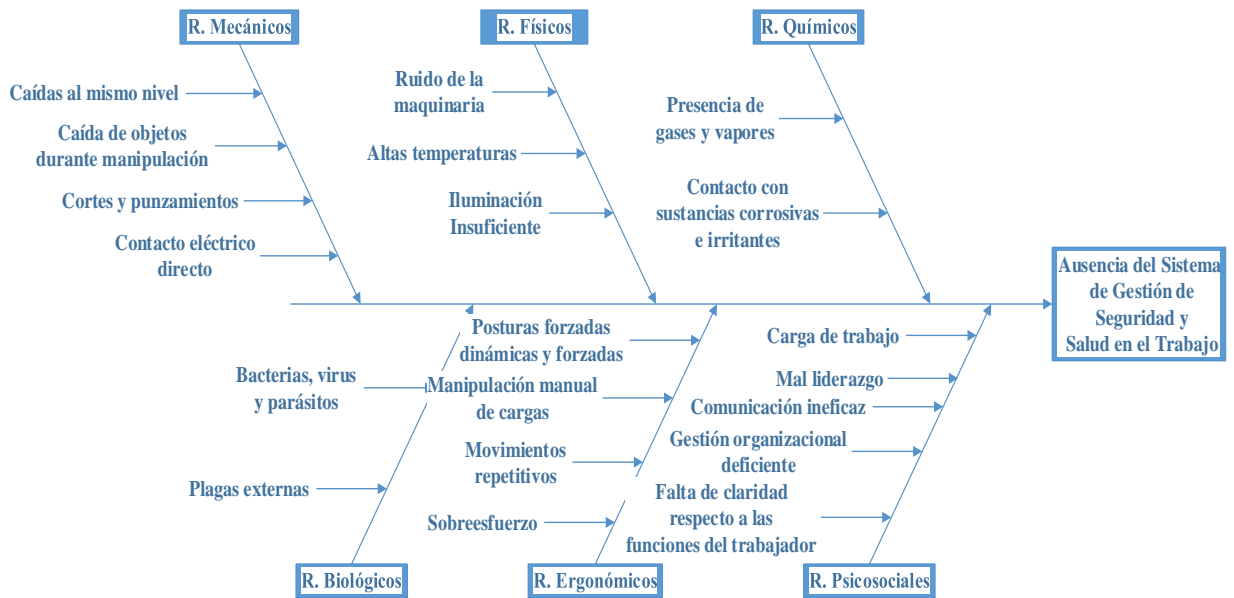 R. Mecánicos
R. Físicos
R. Químicos
Caídas al mismo nivel
Caída de objetos
durante manipulación
Cortes y punzamientos
Contacto eléctrico
directo
Ruido de la
maquinaria
Altas temperaturas
Iluminación
Insuficiente
Presencia de
gases y vapores
Contacto con
sustancias corrosivas
e irritantes
Ausencia del Sistema
de Gestión de
Seguridad y
Salud en el Trabajo
Bacterias, virus
y parásitos
Plagas externas
Posturas forzadas
dinámicas y forzadas
Manipulación manual
de cargas
Movimientos
repetitivos
Sobreesfuerzo
Carga de trabajo
Mal liderazgo
Comunicación ineficaz
Gestión organizacional
deficiente
Falta de claridad
respecto a las
funciones del trabajador
R. Biológicos
R. Ergonómicos
R. Psicosociales